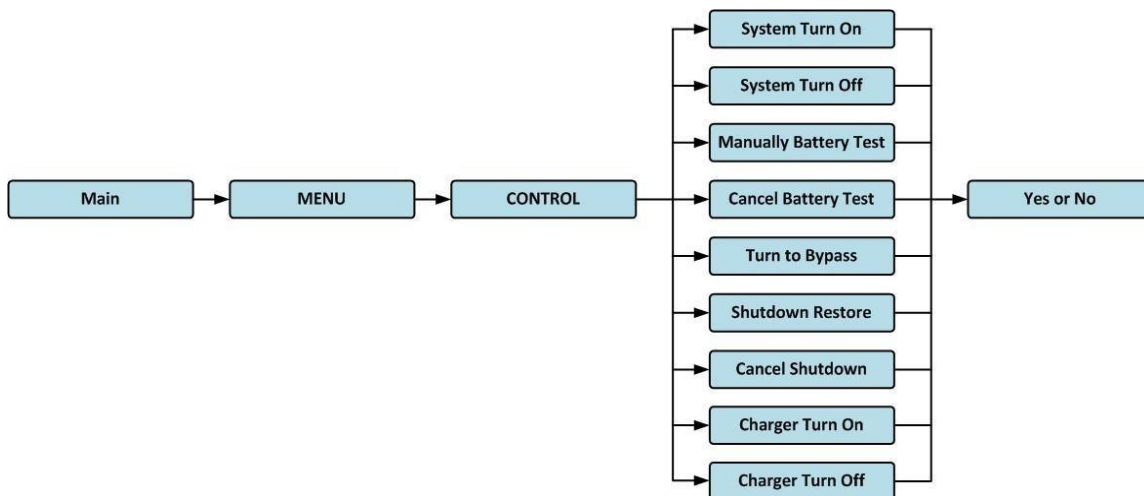 Main
MENU
CONTROL
System Turn On
System Turn Off
Manually Battery Test
Cancel Battery Test
Turn to Bypass
Shutdown Restore
Cancel Shutdown
Charger Turn On
Charger Turn Off
Yes or No